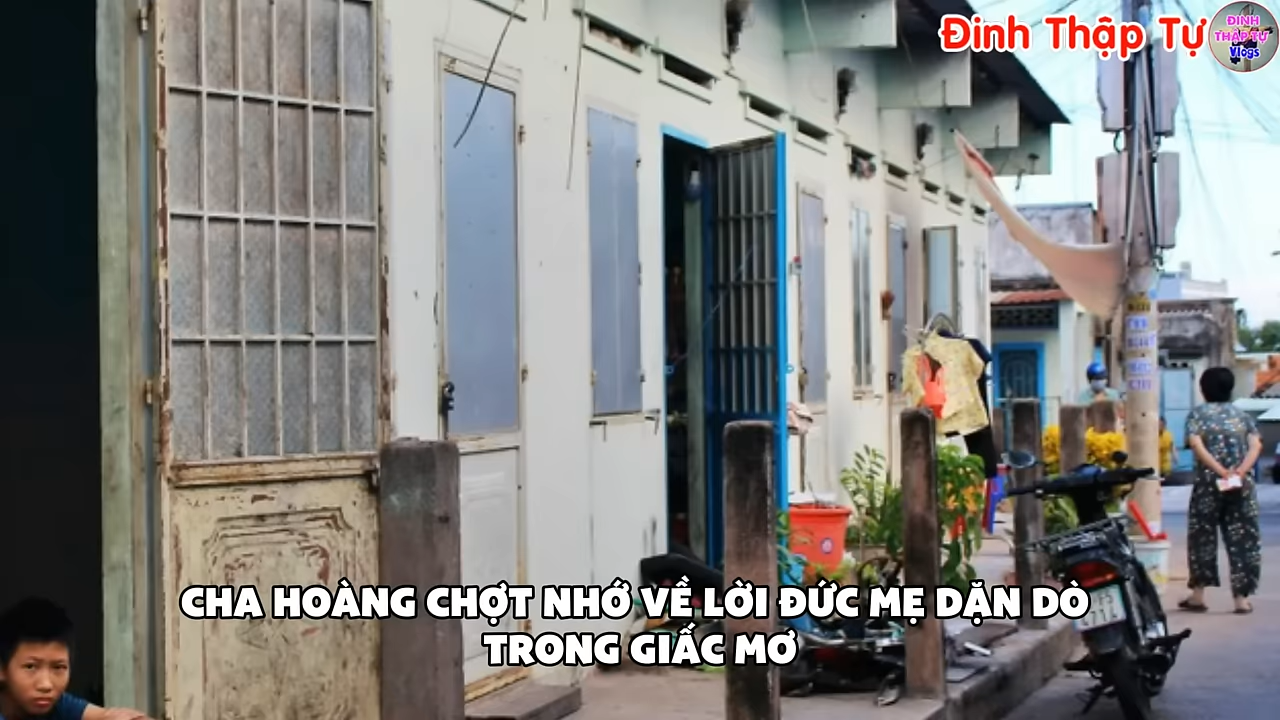 Đinh Thập Tự
ĐINH
THẬP TỰ
Vlogs
CHA HOÀNG CHỢT NHỚ VỀ LỜI ĐỨC MẸ DẶN DÒ
TRONG GIẤC MƠ